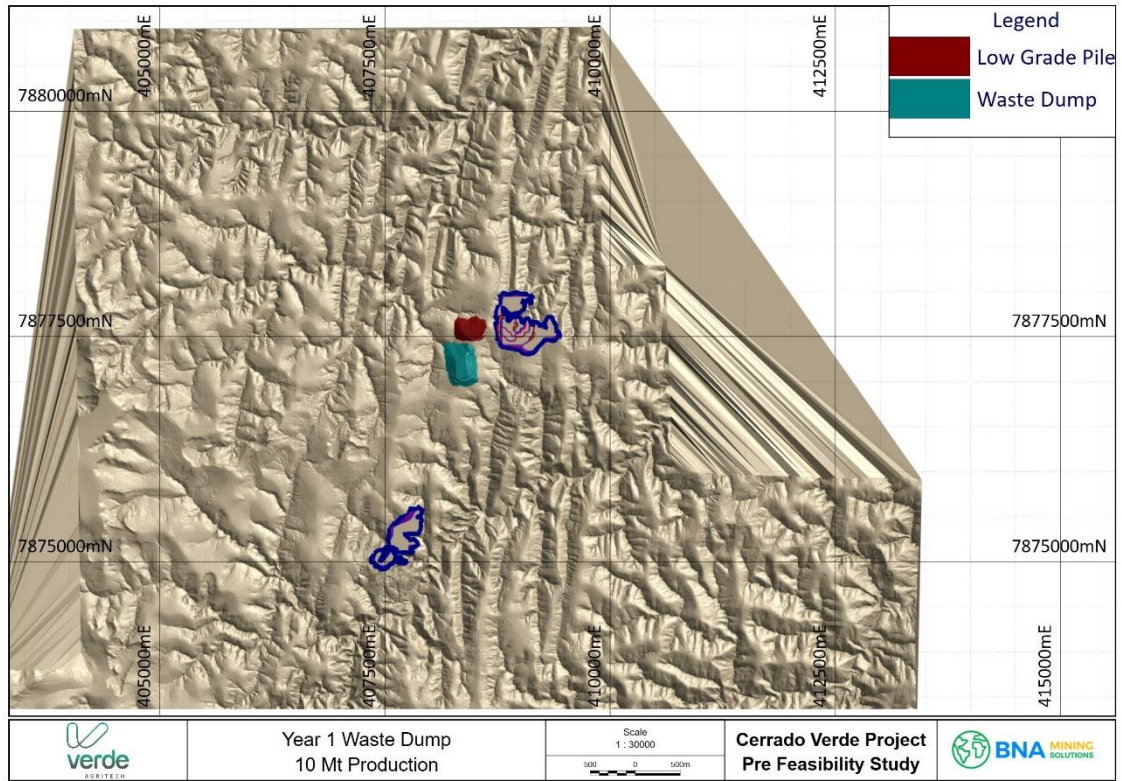 Legend
Low Grade Pile
Waste Dump
405000mE
407500mE
410000mE
412500mE
7880000mN
7877500mN
7877500mN
7875000mN
7875000mN
405000mE
407500mE
410000mE
412500mE
415000mE
verde
AGRITECH
Year 1 Waste Dump
10 Mt Production
Scale
1 : 30000
500 0 500m
Cerrado Verde Project
Pre Feasibility Study
BNA MINING SOLUTIONS